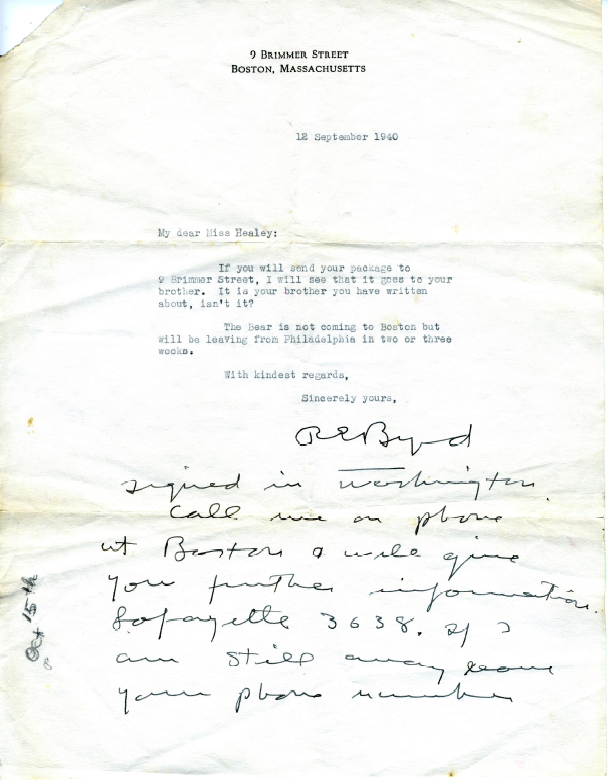 9 BRIMMER STREET
BOSTON, MASSACHUSETTS
12 September 1940
My dear Miss Healey:
If you will send your package to
9 Brimmer Street, I will see that it goes to your
brother. It is your brother you have written
about, isn't it?
The Bear is not coming to Boston but
will be leaving from Philadelphia in two or three
weeks.
With kindest regards,
Sincerely yours,
REByrd
signed in Washington.
Call me on phone
at Boston & will give
you further information.
Lafayette 3638. If I
am still away leave
your phone number
Oct 15th